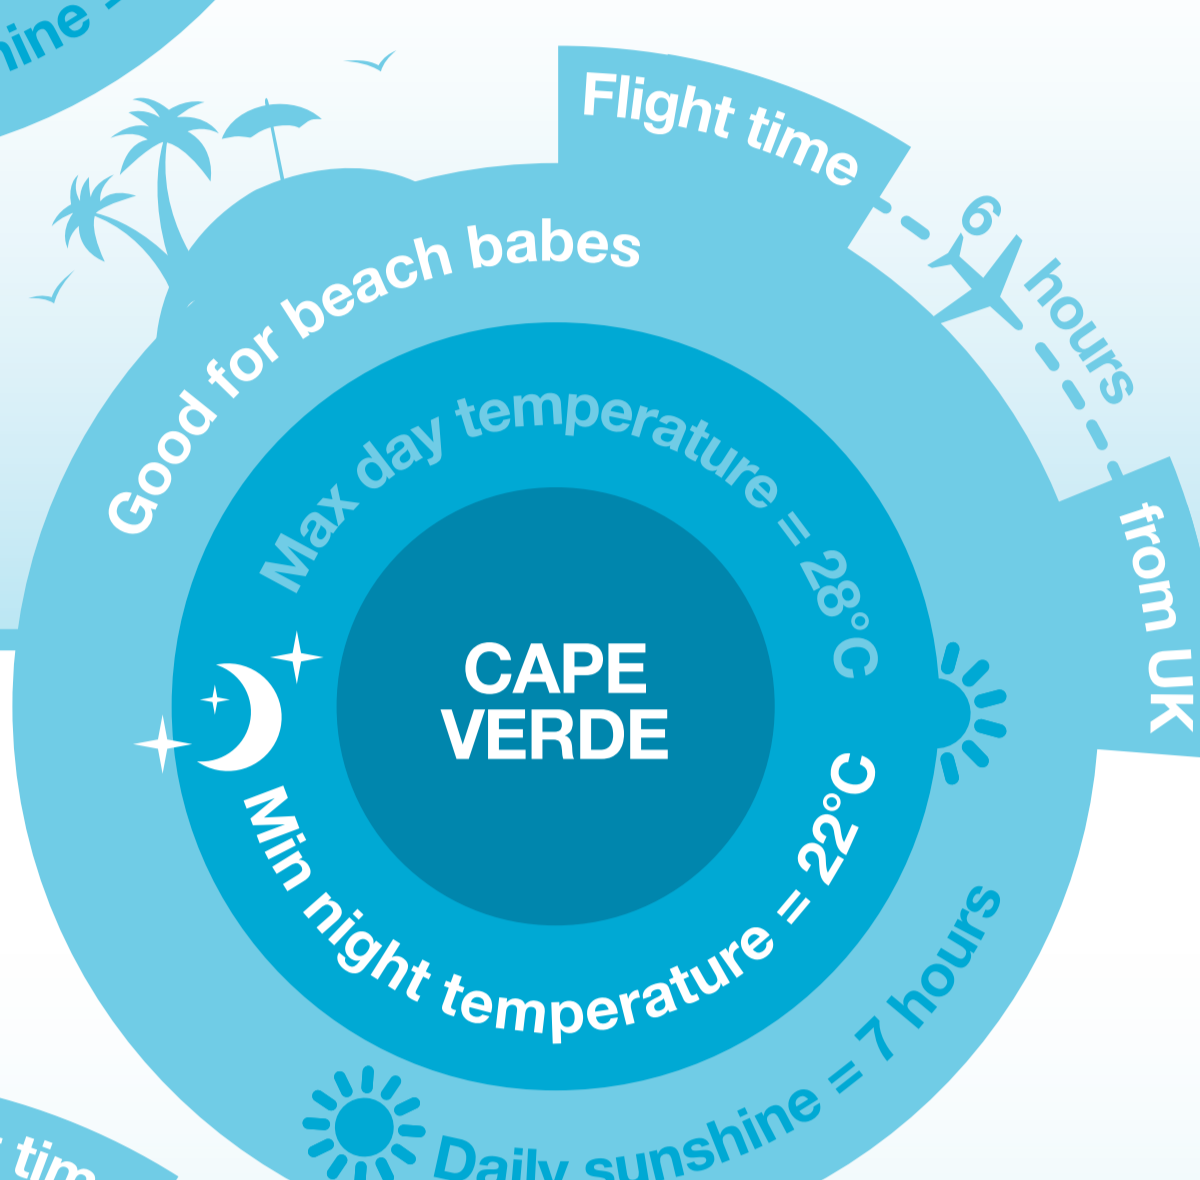 Flight time
6 hours
from UK
Good for beach babes
Max day temperature = 28°C
CAPE
VERDE
Min night temperature = 22°C
Daily sunshine = 7 hours